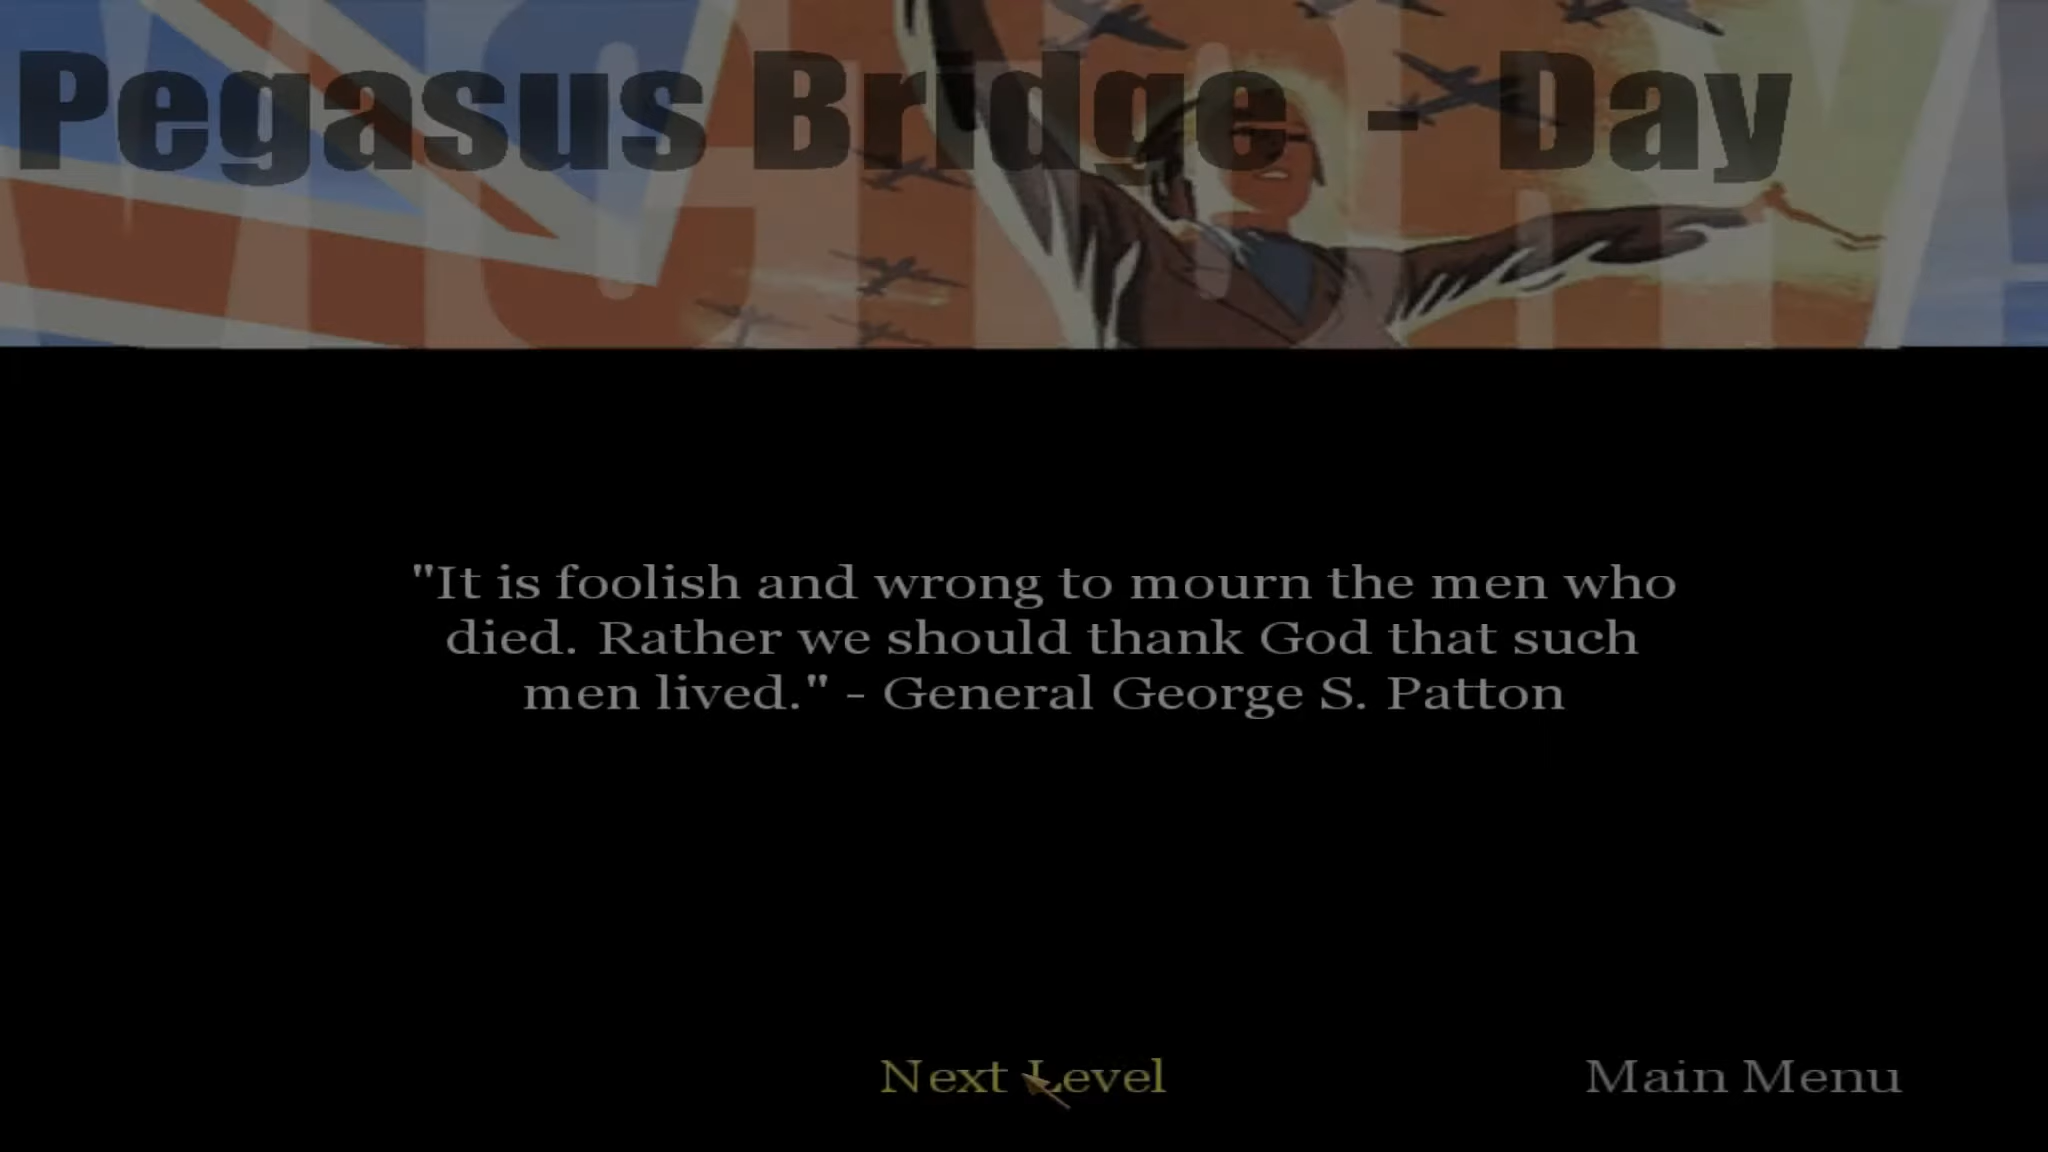 Pegasus Bridge - Day
"It is foolish and wrong to mourn the men who
died. Rather we should thank God that such
men lived." - General George S. Patton
Next Level
Main Menu